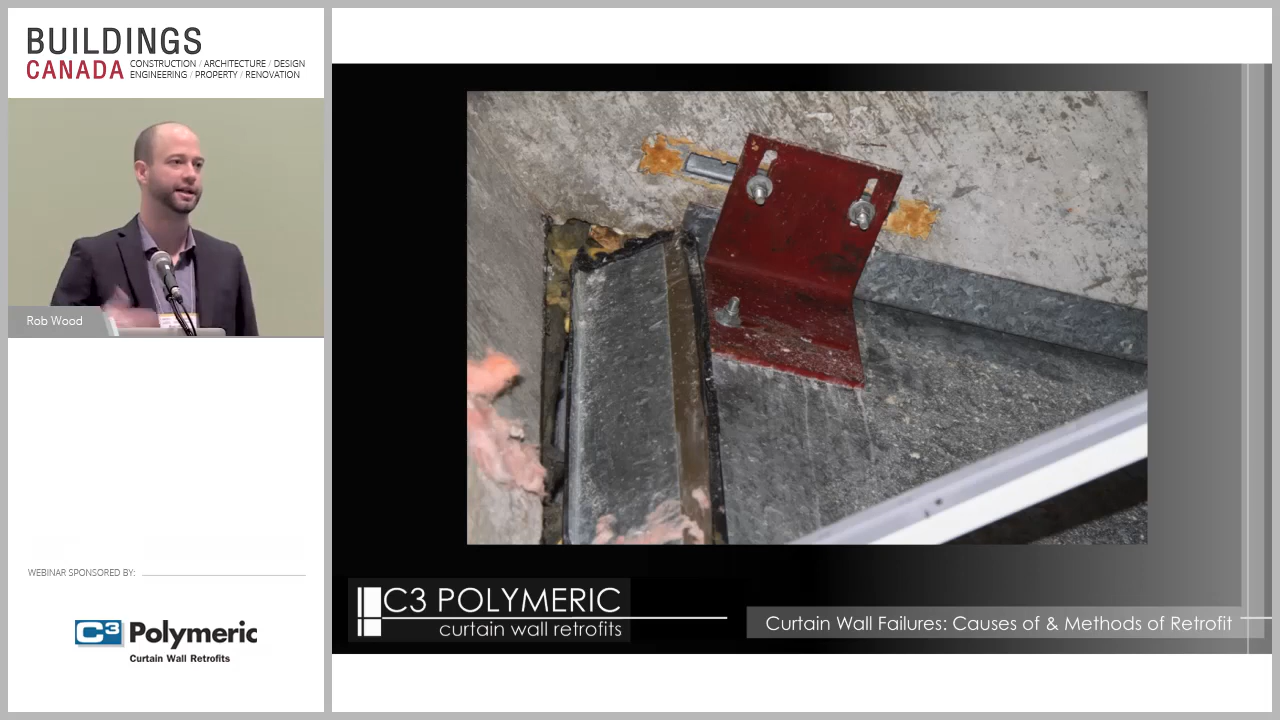 BUILDINGS
CANADA
CONSTRUCTION / ARCHITECTURE / DESIGN
ENGINEERING / PROPERTY / RENOVATION
Rob Wood
WEBINAR SPONSORED BY:
C3 Polymeric
Curtain Wall Retrofits
C3 POLYMERIC
curtain wall retrofits
Curtain Wall Failures: Causes of & Methods of Retrofit